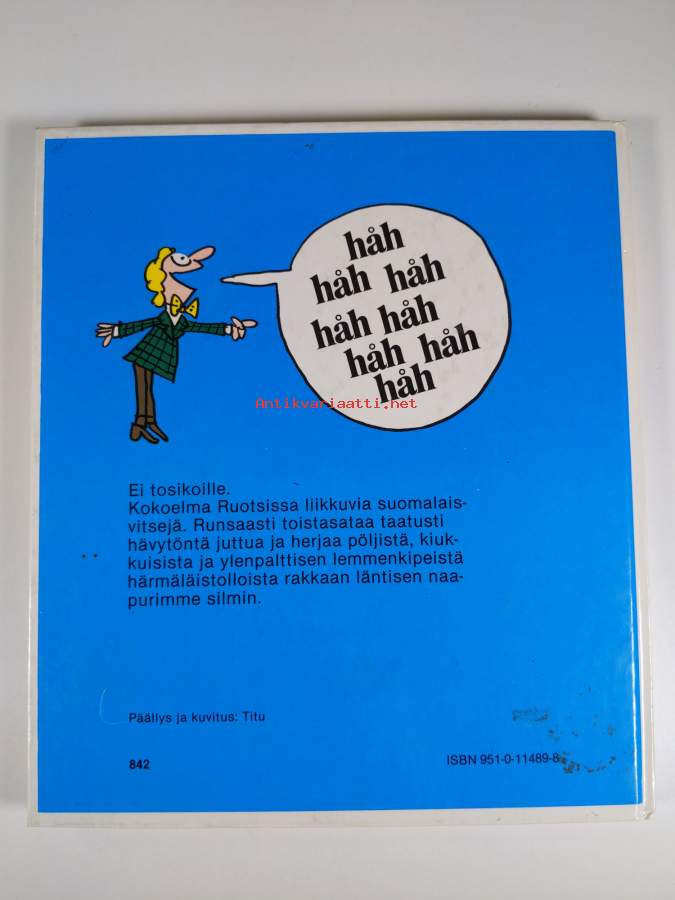 håh
håh håh
håh håh
håh håh
håh
Antikvariaatti.net
Ei tosikoille.
Kokoelma Ruotsissa liikkuvia suomalais-
vitsejä. Runsaasti toistasataa taatusti
hävytöntä juttua ja herjaa pöljistä, kiuk-
kuisista ja ylenpalttisen lemmenkipeistä
härmäläistolloista rakkaan läntisen naa-
purimme silmin.
Päällys ja kuvitus: Titu
842
ISBN 951-0-11489-8